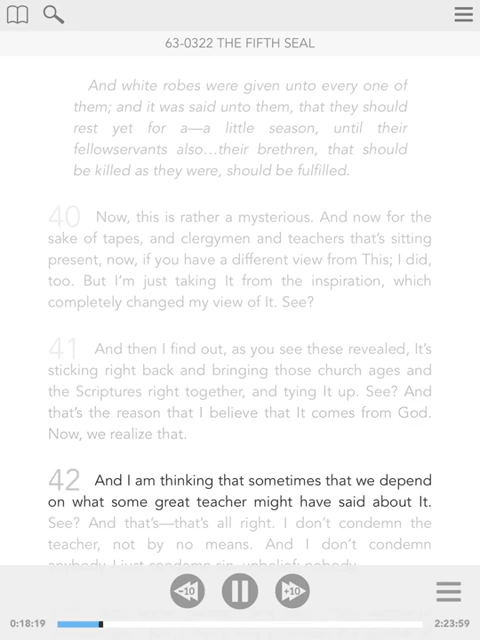 63-0322 THE FIFTH SEAL
And white robes were given unto every one of
them; and it was said unto them, that they should
rest yet for a—a little season, until their
fellowservants also…their brethren, that should
be killed as they were, should be fulfilled.
40 Now, this is rather a mysterious. And now for the
sake of tapes, and clergymen and teachers that's sitting
present, now, if you have a different view from This; I did,
too. But I'm just taking It from the inspiration, which
completely changed my view of It. See?
41 And then I find out, as you see these revealed, It's
sticking right back and bringing those church ages and
the Scriptures right together, and tying It up. See? And
that's the reason that I believe that It comes from God.
Now, we realize that.
42 And I am thinking that sometimes that we depend
on what some great teacher might have said about It.
See? And that's—that's all right. I don't condemn the
teacher, not by no means. And I don't condemn
anybody. I just condemn sin, unbelief; nobody
-10 +10
0:18:19 2:23:59